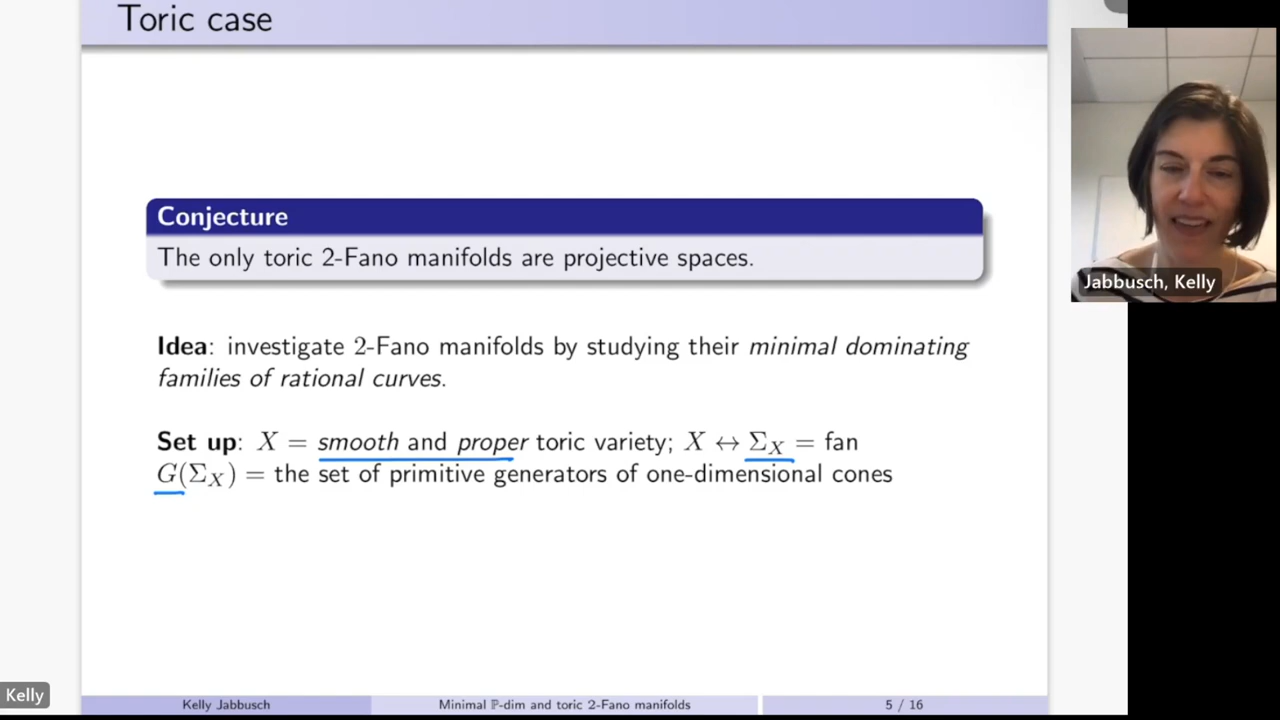 Toric case
Conjecture
The only toric 2-Fano manifolds are projective spaces.
Idea: investigate 2-Fano manifolds by studying their minimal dominating
families of rational curves.
Set up: X = smooth and proper toric variety; X ↔ Σ_X = fan
G(Σ_X) = the set of primitive generators of one-dimensional cones
Jabbusch, Kelly
Kelly
Kelly Jabbusch
Minimal ℙ-dim and toric 2-Fano manifolds
5 / 16